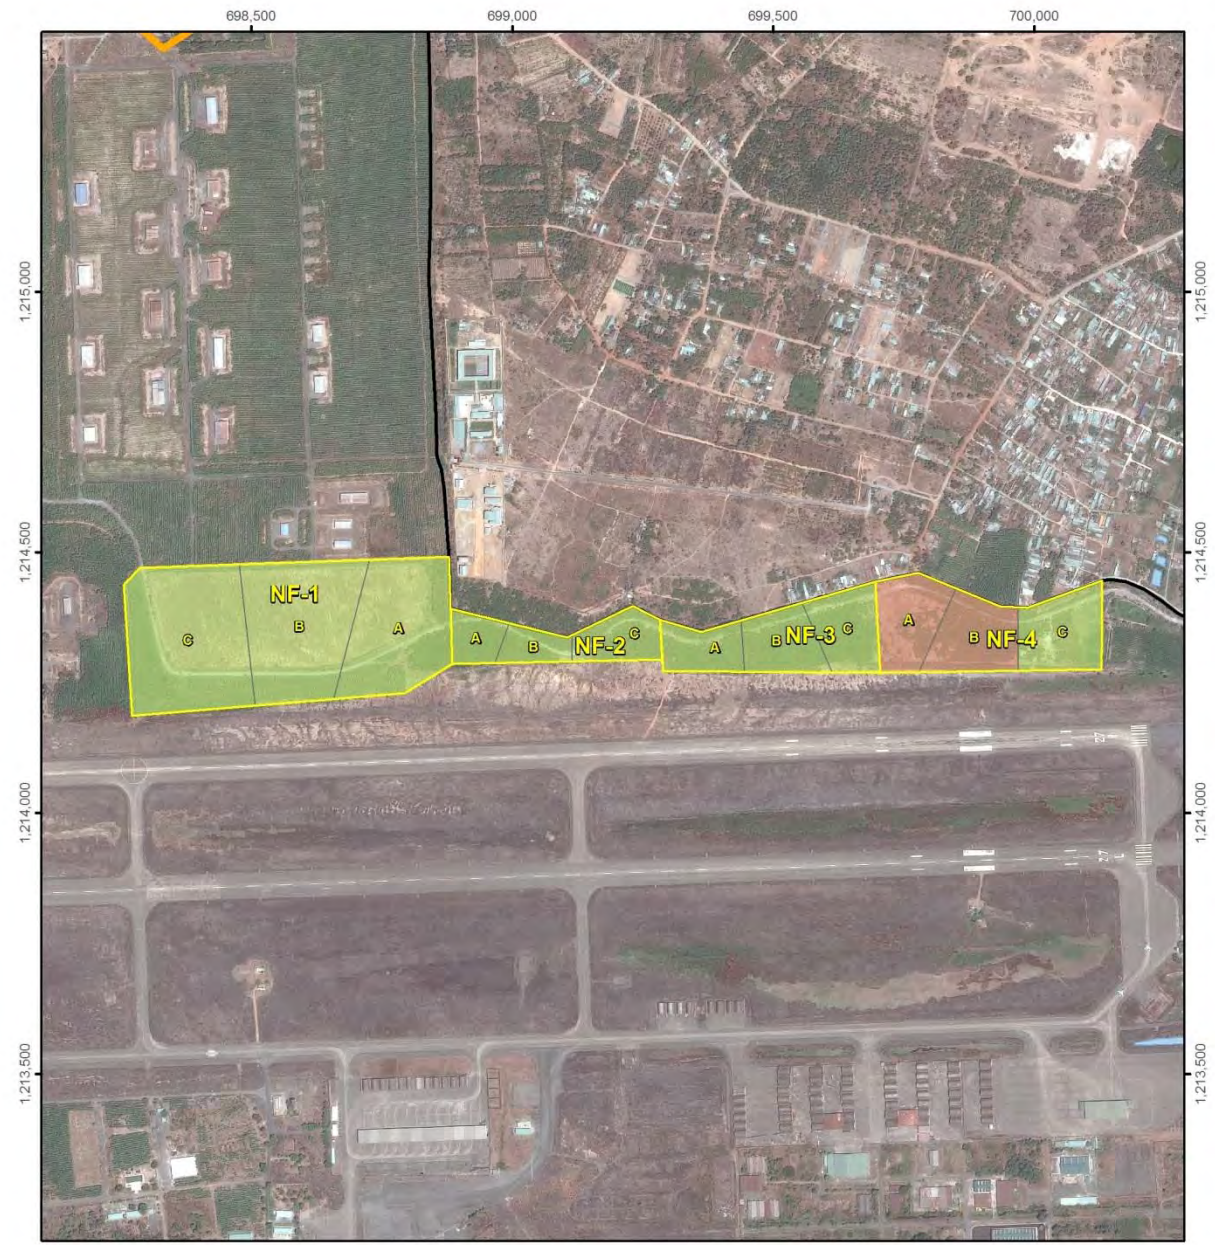 698,500 699,000 699,500 700,000
1,215,000 1,215,000
1,214,500 1,214,500
NF-1
C B A
A B NF-2 C
A B NF-3 C
A B NF-4 C
27
1,214,000 1,214,000
27
L
1,213,500 1,213,500